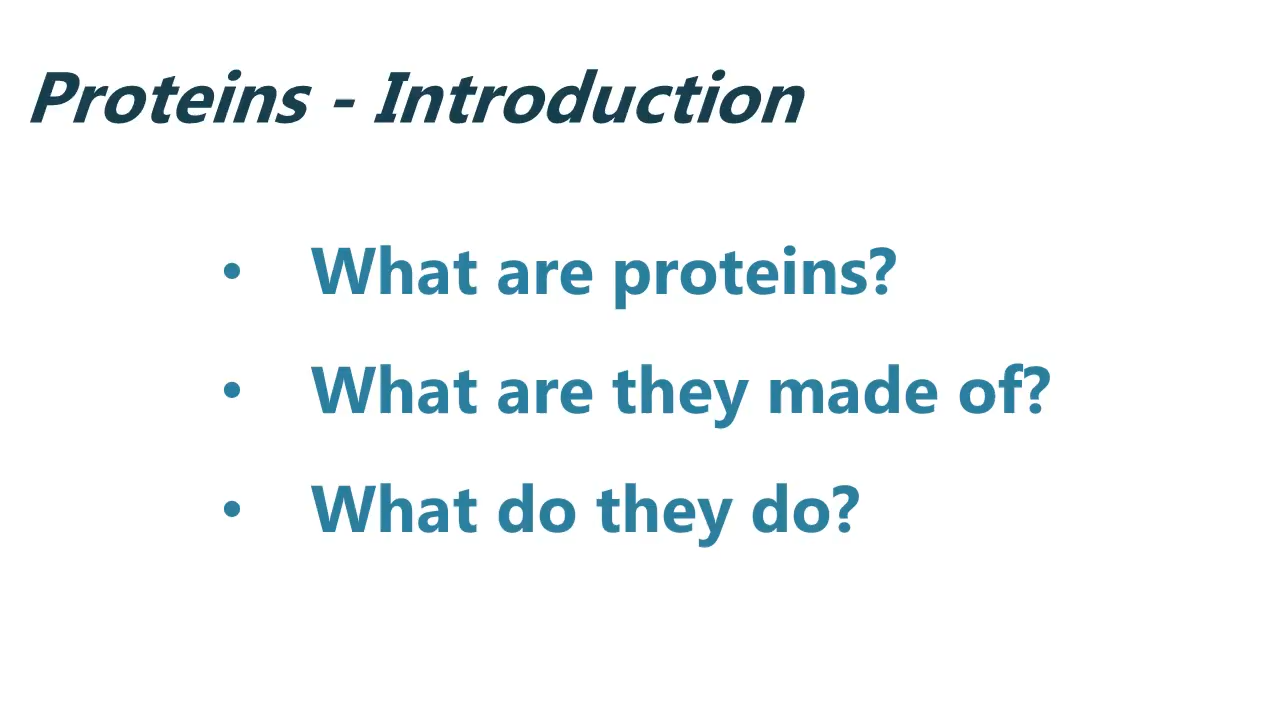 Proteins - Introduction
• What are proteins?
• What are they made of?
• What do they do?